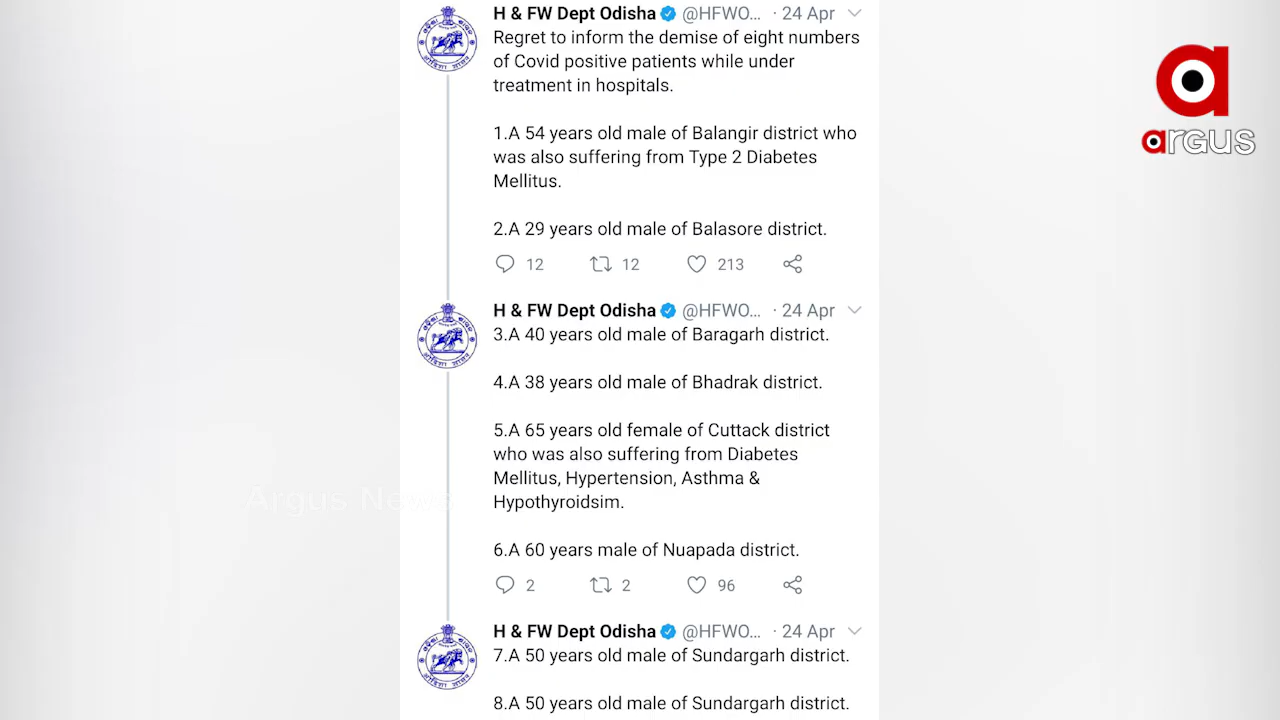 H & FW Dept Odisha @HFWO... · 24 Apr
Regret to inform the demise of eight numbers
of Covid positive patients while under
treatment in hospitals.
1.A 54 years old male of Balangir district who
was also suffering from Type 2 Diabetes
Mellitus.
2.A 29 years old male of Balasore district.
12 12 213
H & FW Dept Odisha @HFWO... · 24 Apr
3.A 40 years old male of Baragarh district.
4.A 38 years old male of Bhadrak district.
5.A 65 years old female of Cuttack district
who was also suffering from Diabetes
Mellitus, Hypertension, Asthma &
Hypothyroidsim.
6.A 60 years male of Nuapada district.
2 2 96
H & FW Dept Odisha @HFWO... · 24 Apr
7.A 50 years old male of Sundargarh district.
8.A 50 years old male of Sundargarh district.
argus
Argus News